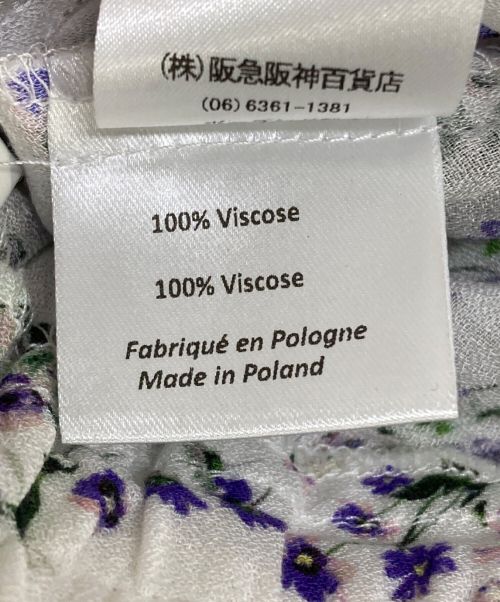 (株)阪急阪神百貨店
(06) 6361-1381
100% Viscose
100% Viscose
Fabriqué en Pologne
Made in Poland